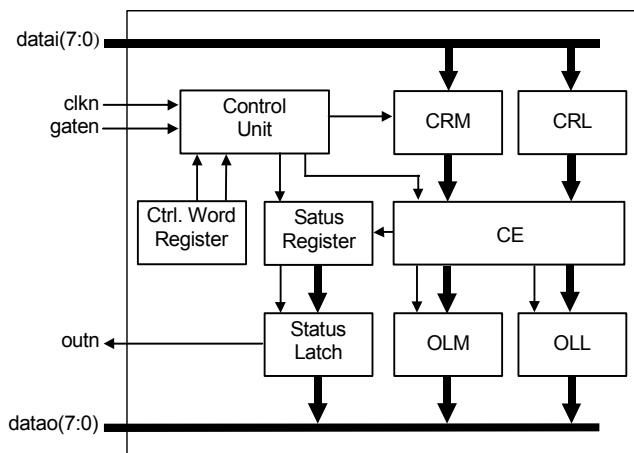 datai(7:0)
clkn
gaten
Control
Unit
CRM
CRL
Ctrl. Word
Register
Satus
Register
CE
outn
Status
Latch
OLM
OLL
datao(7:0)